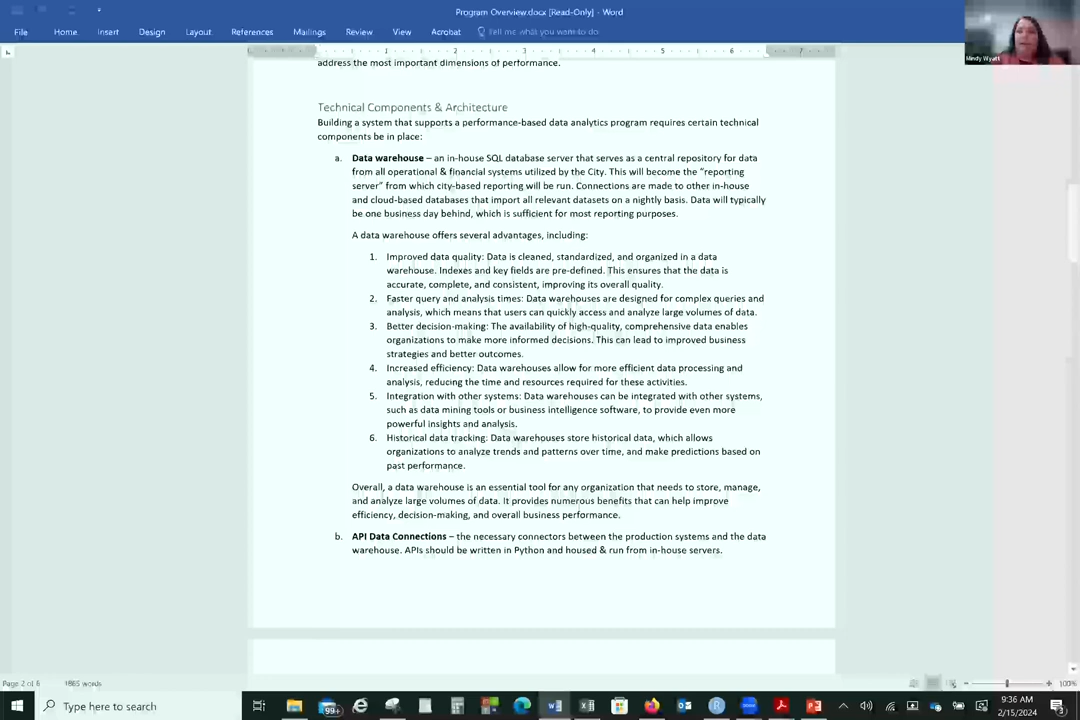 Program Overview.docx [Read-Only] - Word
File Home Insert Design Layout References Mailings Review View Acrobat Tell me what you want to do
Mindy Wyatt
1 2 3 4 5 6 7
address the most important dimensions of performance.
Technical Components & Architecture
Building a system that supports a performance-based data analytics program requires certain technical
components be in place:
a. Data warehouse – an in-house SQL database server that serves as a central repository for data
from all operational & financial systems utilized by the City. This will become the "reporting
server" from which city-based reporting will be run. Connections are made to other in-house
and cloud-based databases that import all relevant datasets on a nightly basis. Data will typically
be one business day behind, which is sufficient for most reporting purposes.
A data warehouse offers several advantages, including:
1. Improved data quality: Data is cleaned, standardized, and organized in a data
warehouse. Indexes and key fields are pre-defined. This ensures that the data is
accurate, complete, and consistent, improving its overall quality.
2. Faster query and analysis times: Data warehouses are designed for complex queries and
analysis, which means that users can quickly access and analyze large volumes of data.
3. Better decision-making: The availability of high-quality, comprehensive data enables
organizations to make more informed decisions. This can lead to improved business
strategies and better outcomes.
4. Increased efficiency: Data warehouses allow for more efficient data processing and
analysis, reducing the time and resources required for these activities.
5. Integration with other systems: Data warehouses can be integrated with other systems,
such as data mining tools or business intelligence software, to provide even more
powerful insights and analysis.
6. Historical data tracking: Data warehouses store historical data, which allows
organizations to analyze trends and patterns over time, and make predictions based on
past performance.
Overall, a data warehouse is an essential tool for any organization that needs to store, manage,
and analyze large volumes of data. It provides numerous benefits that can help improve
efficiency, decision-making, and overall business performance.
b. API Data Connections – the necessary connectors between the production systems and the data
warehouse. APIs should be written in Python and housed & run from in-house servers.
Page 2 of 6 1865 words 100%
Type here to search 99+ 9:36 AM
2/15/2024 3